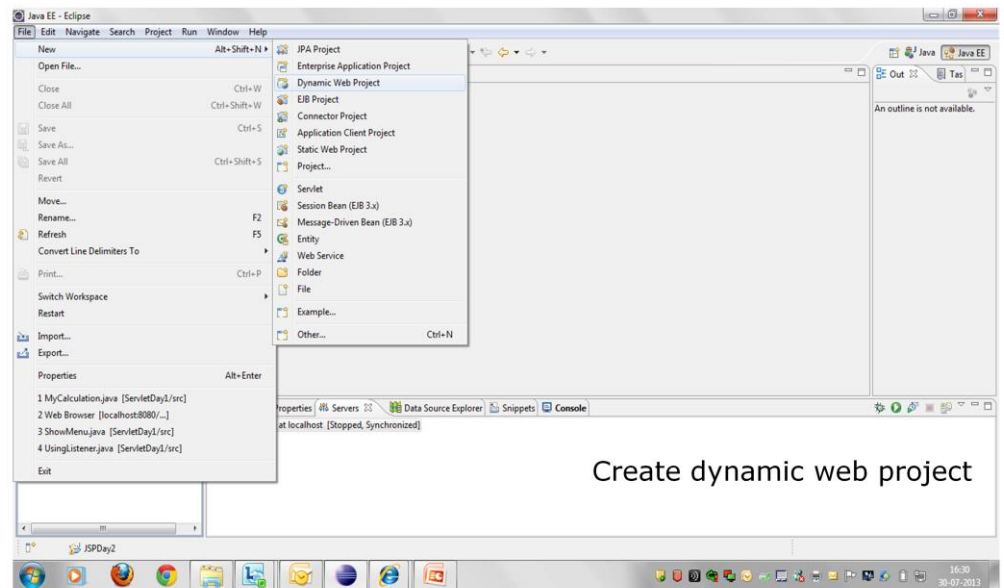 Java EE - Eclipse
File Edit Navigate Search Project Run Window Help
New Alt+Shift+N
Open File...
Close Ctrl+W
Close All Ctrl+Shift+W
Save Ctrl+S
Save As...
Save All Ctrl+Shift+S
Revert
Move...
Rename... F2
Refresh F5
Convert Line Delimiters To
Print... Ctrl+P
Switch Workspace
Restart
Import...
Export...
Properties Alt+Enter
1 MyCalculation.java [ServletDay1/src]
2 Web Browser [localhost:8080/...]
3 ShowMenu.java [ServletDay1/src]
4 UsingListener.java [ServletDay1/src]
Exit
JPA Project
Enterprise Application Project
Dynamic Web Project
EJB Project
Connector Project
Application Client Project
Static Web Project
Project...
Servlet
Session Bean (EJB 3.x)
Message-Driven Bean (EJB 3.x)
Entity
Web Service
Folder
File
Example...
Other... Ctrl+N
Java Java EE
Out Tas
An outline is not available.
Properties Servers Data Source Explorer Snippets Console
at localhost [Stopped, Synchronized]
Create dynamic web project
JSPDay2
16:30
30-07-2013